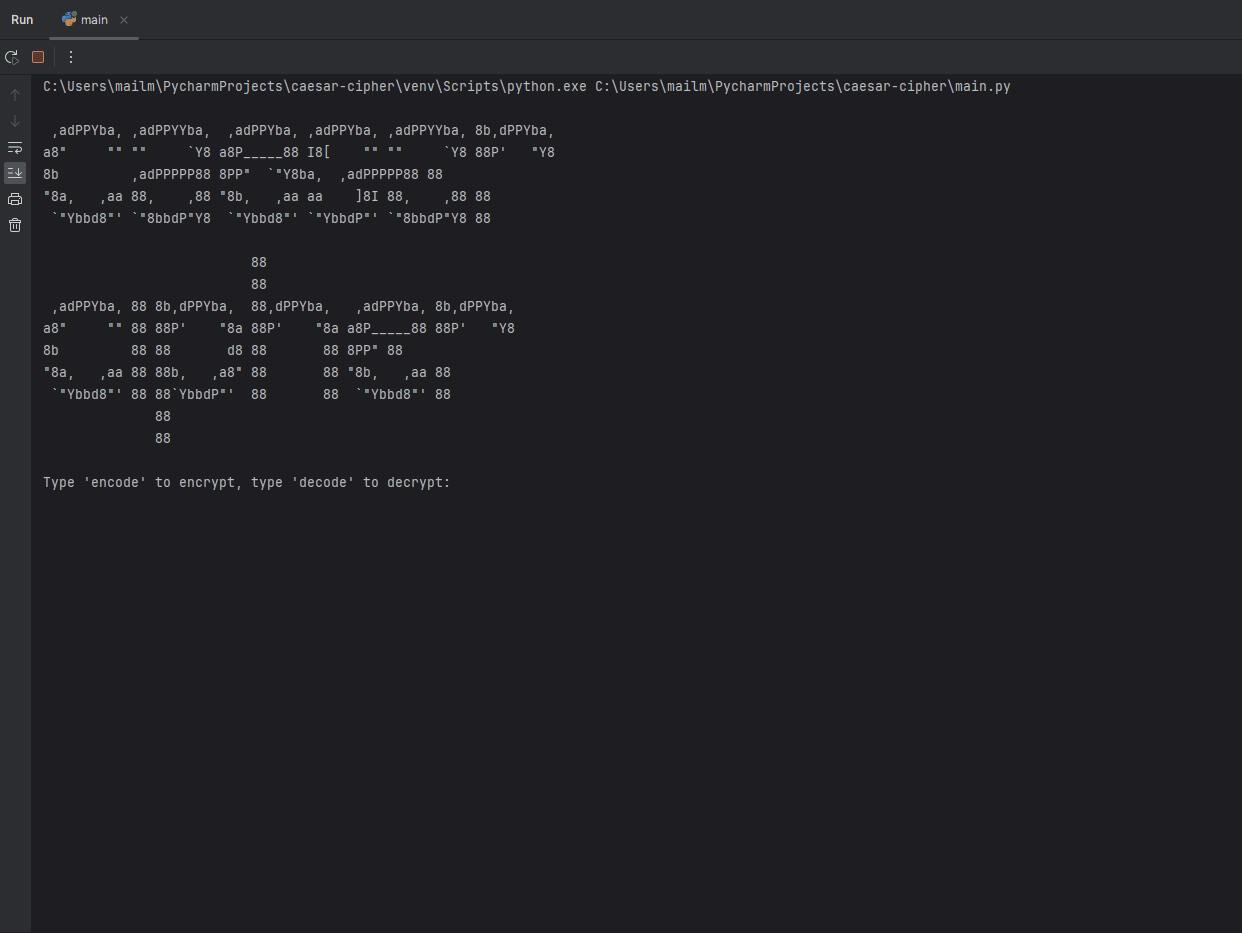 Run main
C:\Users\mailm\PycharmProjects\caesar-cipher\venv\Scripts\python.exe C:\Users\mailm\PycharmProjects\caesar-cipher\main.py
 ,adPPYba, ,adPPYYba,  ,adPPYba, ,adPPYba, ,adPPYYba, 8b,dPPYba,
a8"     "" ""     `Y8 a8P_____88 I8[    "" ""     `Y8 88P'   "Y8
8b         ,adPPPPP88 8PP"  `"Y8ba,  ,adPPPPP88 88
"8a,   ,aa 88,    ,88 "8b,   ,aa aa    ]8I 88,    ,88 88
 `"Ybbd8"' `"8bbdP"Y8  `"Ybbd8"' `"YbbdP"' `"8bbdP"Y8 88
                          88
                          88
 ,adPPYba, 88 8b,dPPYba,  88,dPPYba,   ,adPPYba, 8b,dPPYba,
a8"     "" 88 88P'    "8a 88P'    "8a a8P_____88 88P'   "Y8
8b         88 88       d8 88       88 8PP" 88
"8a,   ,aa 88 88b,   ,a8" 88       88 "8b,   ,aa 88
 `"Ybbd8"' 88 88`YbbdP"'  88       88  `"Ybbd8"' 88
              88
              88
Type 'encode' to encrypt, type 'decode' to decrypt: